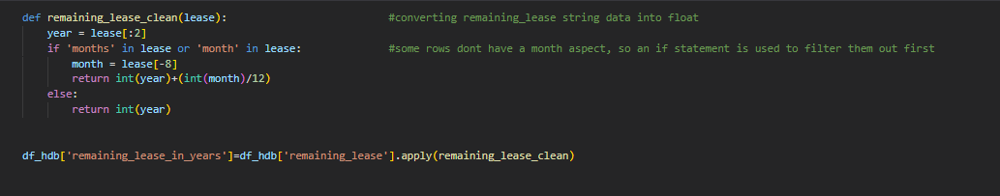 def remaining_lease_clean(lease): #converting remaining_lease string data into float
year = lease[:2]
if 'months' in lease or 'month' in lease: #some rows dont have a month aspect, so an if statement is used to filter them out first
month = lease[-8]
return int(year)+(int(month)/12)
else:
return int(year)
df_hdb['remaining_lease_in_years']=df_hdb['remaining_lease'].apply(remaining_lease_clean)